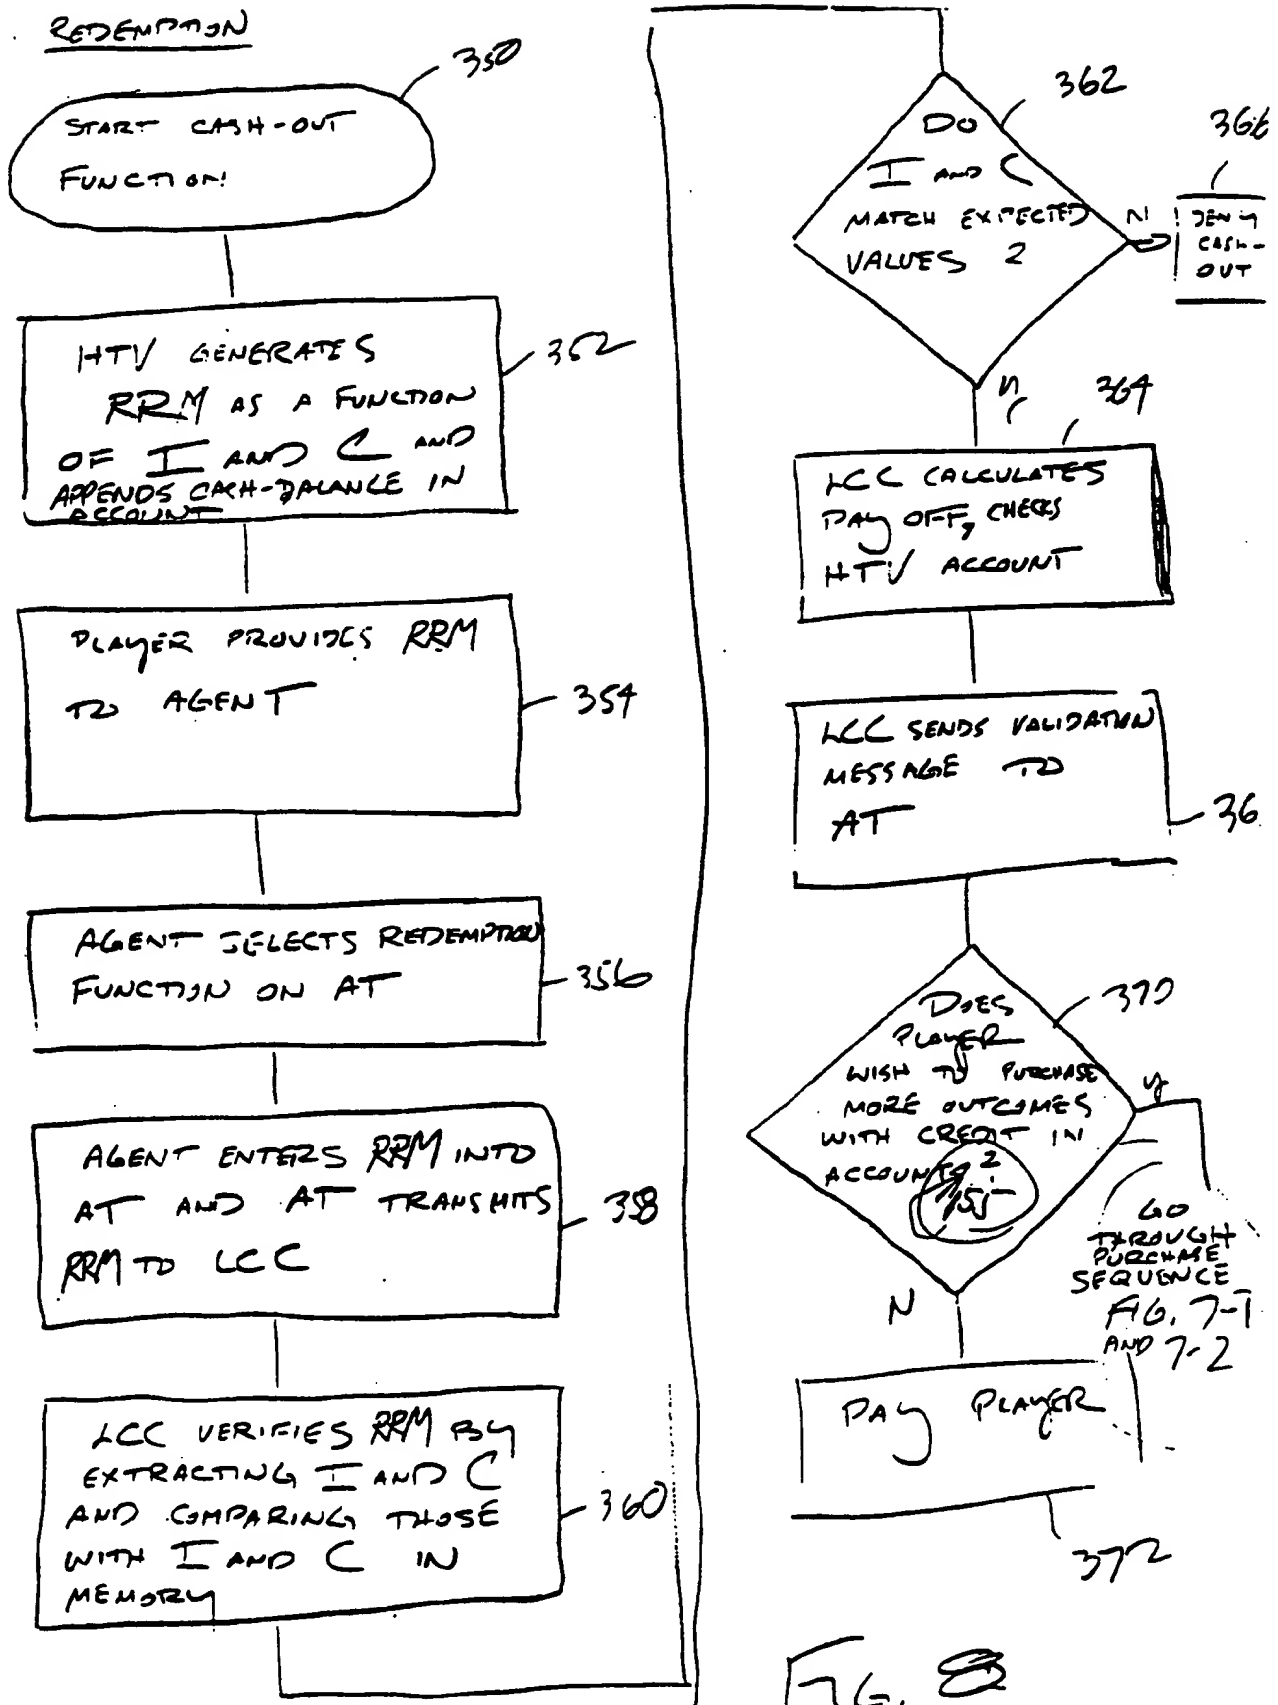 REDEMPTION
350
START CASH-OUT
FUNCTION
HTV GENERATES
RRM AS A FUNCTION
OF I AND C AND
APPENDS CASH-BALANCE IN
ACCOUNT
352
PLAYER PROVIDES RRM
TO AGENT
354
AGENT SELECTS REDEMPTION
FUNCTION ON AT
356
AGENT ENTERS RRM INTO
AT AND AT TRANSMITS
RRM TO LCC
358
LCC VERIFIES RRM BY
EXTRACTING I AND C
AND COMPARING THOSE
WITH I AND C IN
MEMORY
360
362
DO
I AND C
MATCH EXPECTED
VALUES ?
N
366
DENY
CASH-
OUT
364
LCC CALCULATES
PAY OFF, CHECKS
HTV ACCOUNT
LCC SENDS VALIDATION
MESSAGE TO
AT
36
370
DOES
PLAYER
WISH TO PURCHASE
MORE OUTCOMES
WITH CREDIT IN
ACCOUNT ?
y
GO
THROUGH
PURCHASE
SEQUENCE
FIG. 7-1
AND 7-2
N
PAY PLAYER
372
FIG. 8